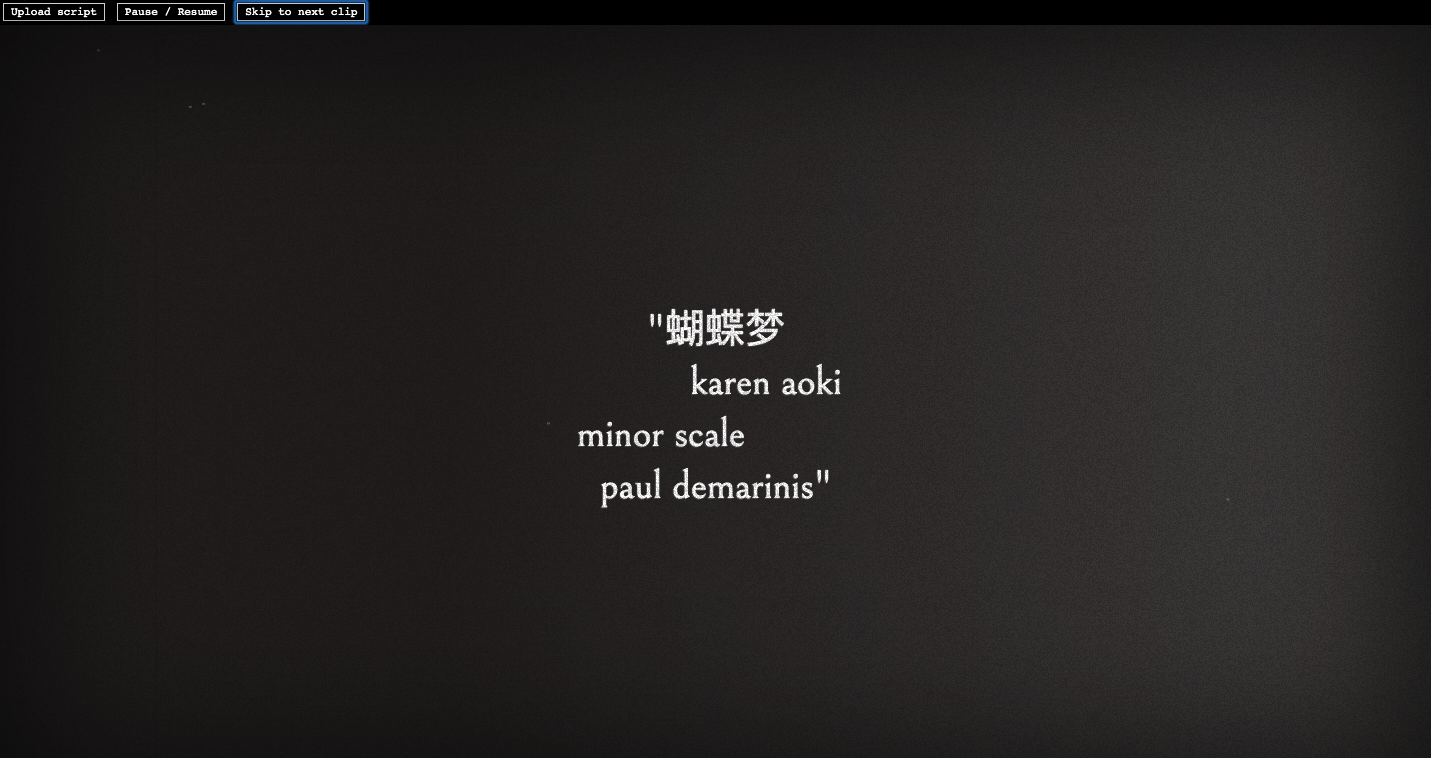 Upload script Pause / Resume Skip to next clip
"蝴蝶梦
karen aoki
minor scale
paul demarinis"